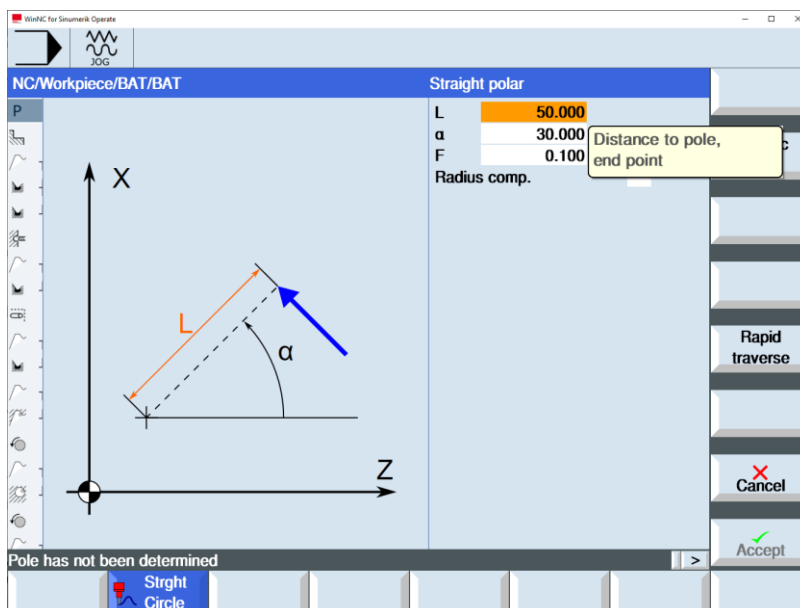 WinNC for Sinumerik Operate
JOG
NC/Workpiece/BAT/BAT
Straight polar
P
L 50.000
α 30.000
F 0.100
Radius comp.
Distance to pole,
end point
c
X
L
α
Z
Rapid
traverse
Cancel
Accept
Pole has not been determined
>
Strght
Circle